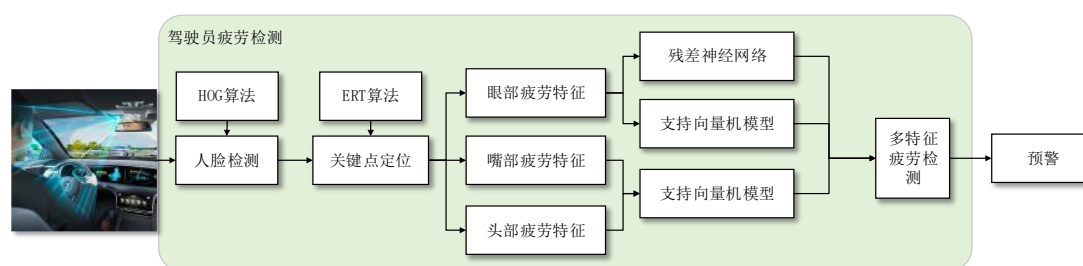 驾驶员疲劳检测
HOG算法
ERT算法
人脸检测
关键点定位
眼部疲劳特征
嘴部疲劳特征
头部疲劳特征
残差神经网络
支持向量机模型
支持向量机模型
多特征
疲劳检
测
预警